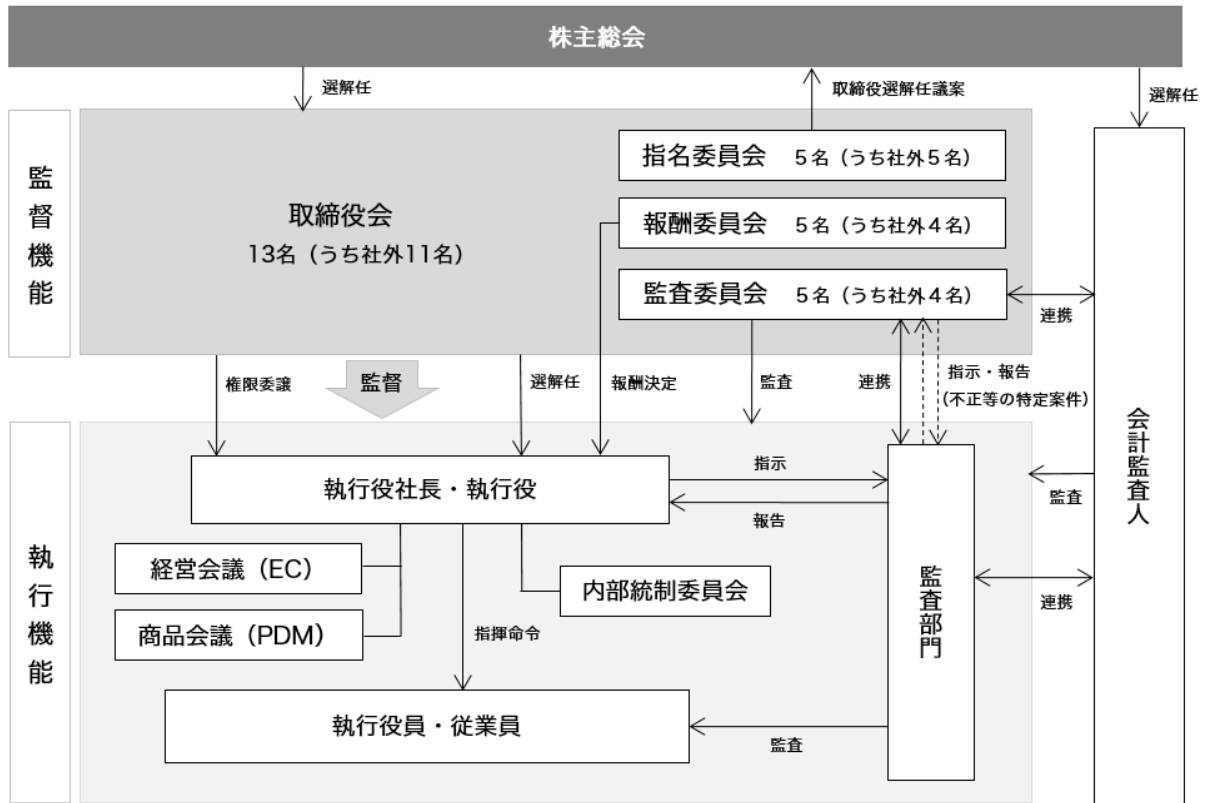 株主総会
選解任
取締役選解任議案
選解任
監督機能
取締役会
13名（うち社外11名）
指名委員会 5名（うち社外5名）
報酬委員会 5名（うち社外4名）
監査委員会 5名（うち社外4名）
連携
権限委譲
監督
選解任
報酬決定
監査
連携
指示・報告
（不正等の特定案件）
会計監査人
執行機能
執行役社長・執行役
指示
報告
監査
経営会議（EC）
商品会議（PDM）
内部統制委員会
指揮命令
監査部門
連携
執行役員・従業員
監査